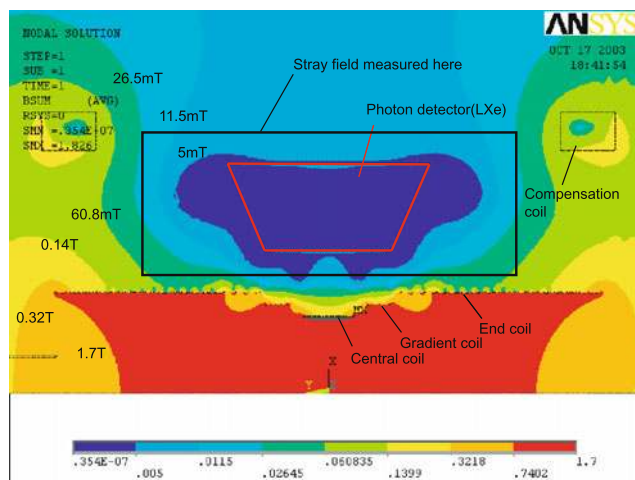 NODAL SOLUTION
STEP=1
SUB =1
TIME=1
BSUM (AVG)
RSYS=0
SMN =.354E-07
SMX =1.826
ANSYS
OCT 17 2003
18:41:54
26.5mT
Stray field measured here
11.5mT
Photon detector(LXe)
5mT
Compensation
coil
60.8mT
0.14T
0.32T
1.7T
MX
End coil
Gradient coil
Central coil
X
Y
.354E-07 .0115 .060835 .3218 1.7
.005 .02645 .1399 .7402